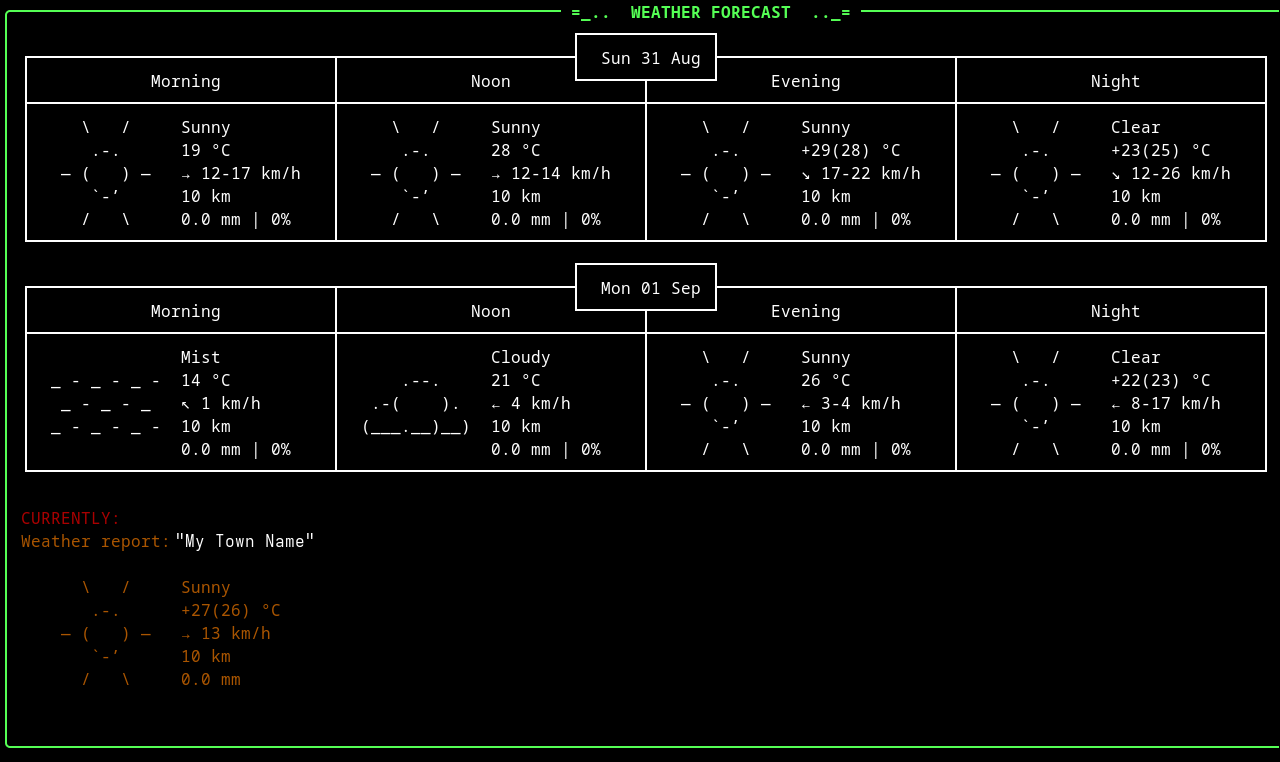 =_..  WEATHER FORECAST  .._=
Sun 31 Aug
Morning Noon Evening Night
Sunny Sunny Sunny Clear
19 °C 28 °C +29(28) °C +23(25) °C
→ 12-17 km/h → 12-14 km/h ↘ 17-22 km/h ↘ 12-26 km/h
10 km 10 km 10 km 10 km
0.0 mm | 0% 0.0 mm | 0% 0.0 mm | 0% 0.0 mm | 0%
Mon 01 Sep
Morning Noon Evening Night
Mist Cloudy Sunny Clear
14 °C 21 °C 26 °C +22(23) °C
↖ 1 km/h ← 4 km/h ← 3-4 km/h ← 8-17 km/h
10 km 10 km 10 km 10 km
0.0 mm | 0% 0.0 mm | 0% 0.0 mm | 0% 0.0 mm | 0%
CURRENTLY:
Weather report: "My Town Name"
Sunny
+27(26) °C
→ 13 km/h
10 km
0.0 mm